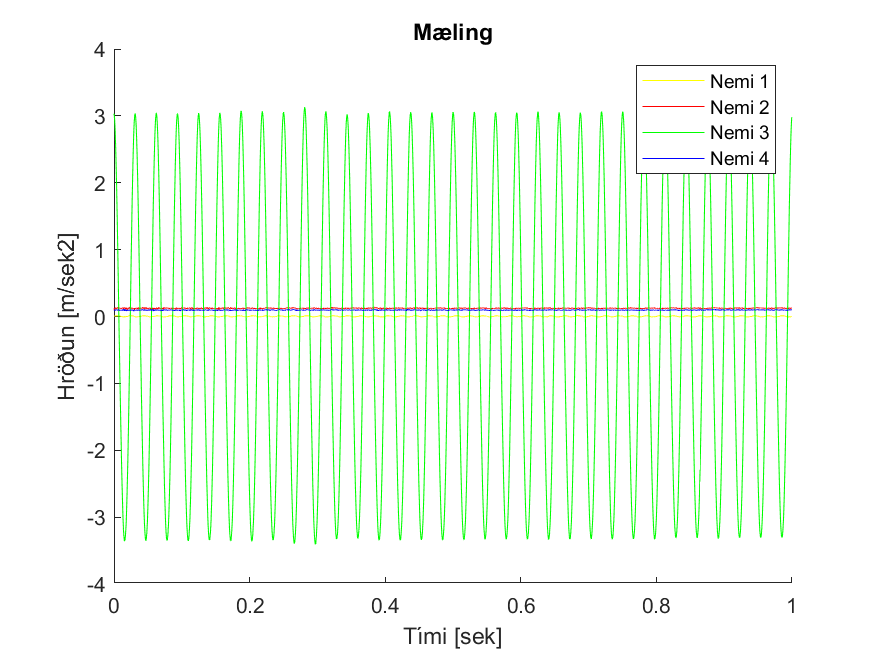 Mæling
4
3
2
1
0
-1
-2
-3
-4
Hröðun [m/sek2]
Nemi 1
Nemi 2
Nemi 3
Nemi 4
0 0.2 0.4 0.6 0.8 1
Tími [sek]